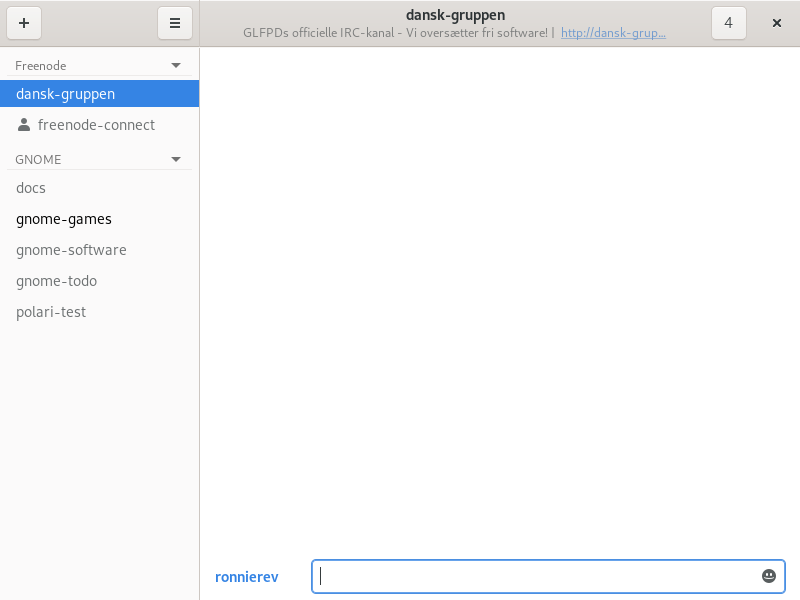 dansk-gruppen
GLFPDs officielle IRC-kanal - Vi oversætter fri software! | http://dansk-grup…
4
Freenode
dansk-gruppen
freenode-connect
GNOME
docs
gnome-games
gnome-software
gnome-todo
polari-test
ronnierev